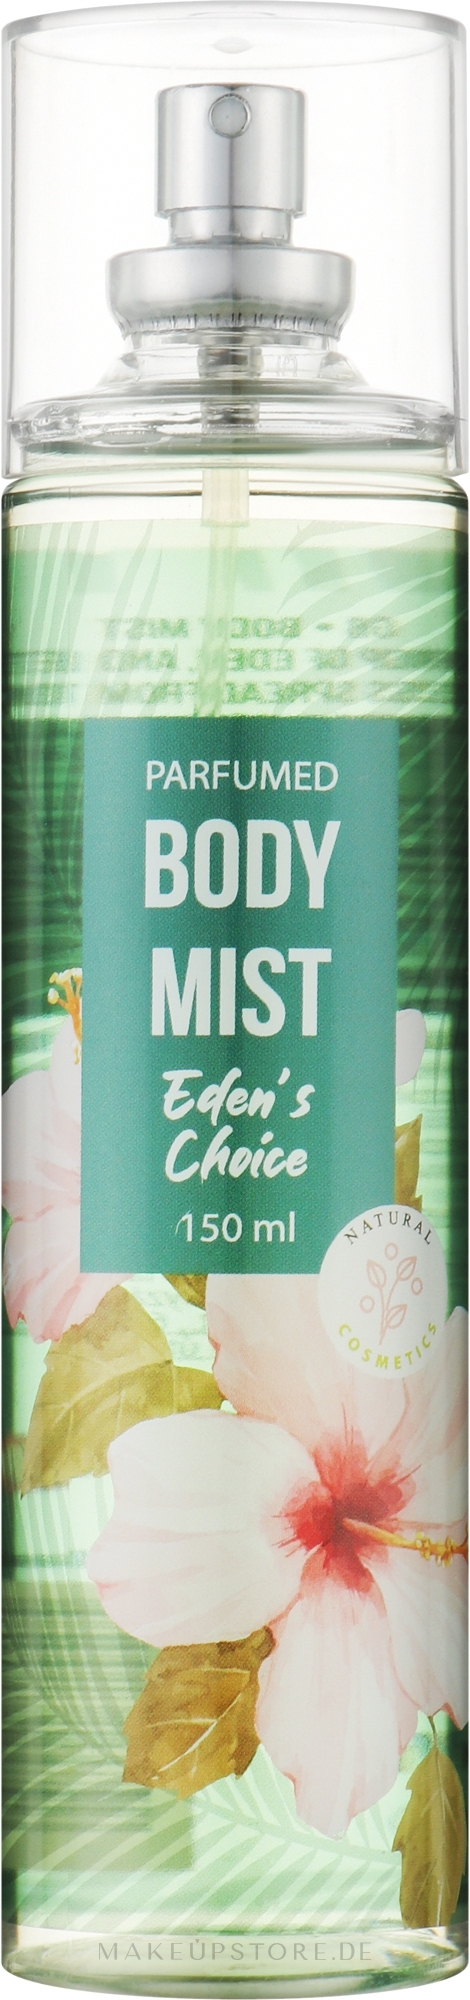 PARFUMED
BODY
MIST
Eden's
Choice
150 ml
NATURAL
COSMETICS
MAKEUPSTORE.DE